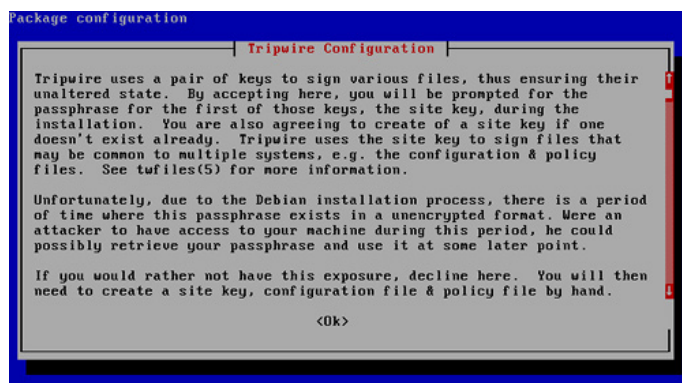 Package configuration
Tripwire Configuration
Tripwire uses a pair of keys to sign various files, thus ensuring their
unaltered state.  By accepting here, you will be prompted for the
passphrase for the first of those keys, the site key, during the
installation.  You are also agreeing to create of a site key if one
doesn't exist already.  Tripwire uses the site key to sign files that
may be common to multiple systems, e.g. the configuration & policy
files.  See twfiles(5) for more information.
Unfortunately, due to the Debian installation process, there is a period
of time where this passphrase exists in a unencrypted format. Were an
attacker to have access to your machine during this period, he could
possibly retrieve your passphrase and use it at some later point.
If you would rather not have this exposure, decline here.  You will then
need to create a site key, configuration file & policy file by hand.
<Ok>